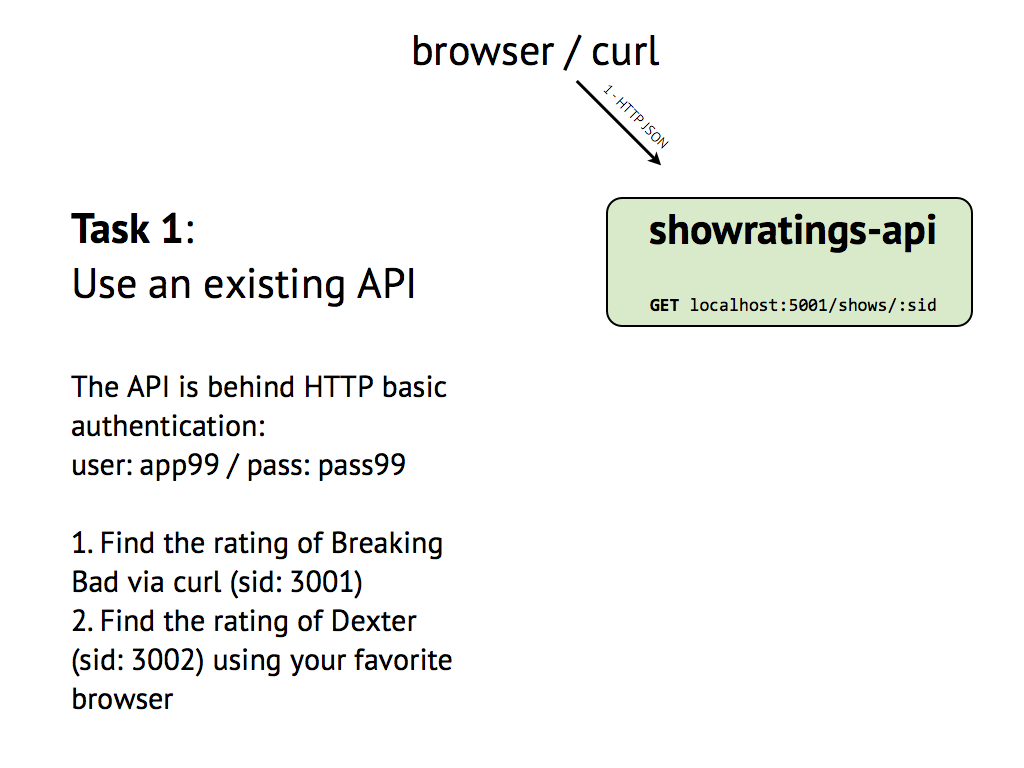 browser / curl
1 - HTTP JSON
Task 1:
Use an existing API
showratings-api
GET localhost:5001/shows/:sid
The API is behind HTTP basic
authentication:
user: app99 / pass: pass99
1. Find the rating of Breaking
Bad via curl (sid: 3001)
2. Find the rating of Dexter
(sid: 3002) using your favorite
browser